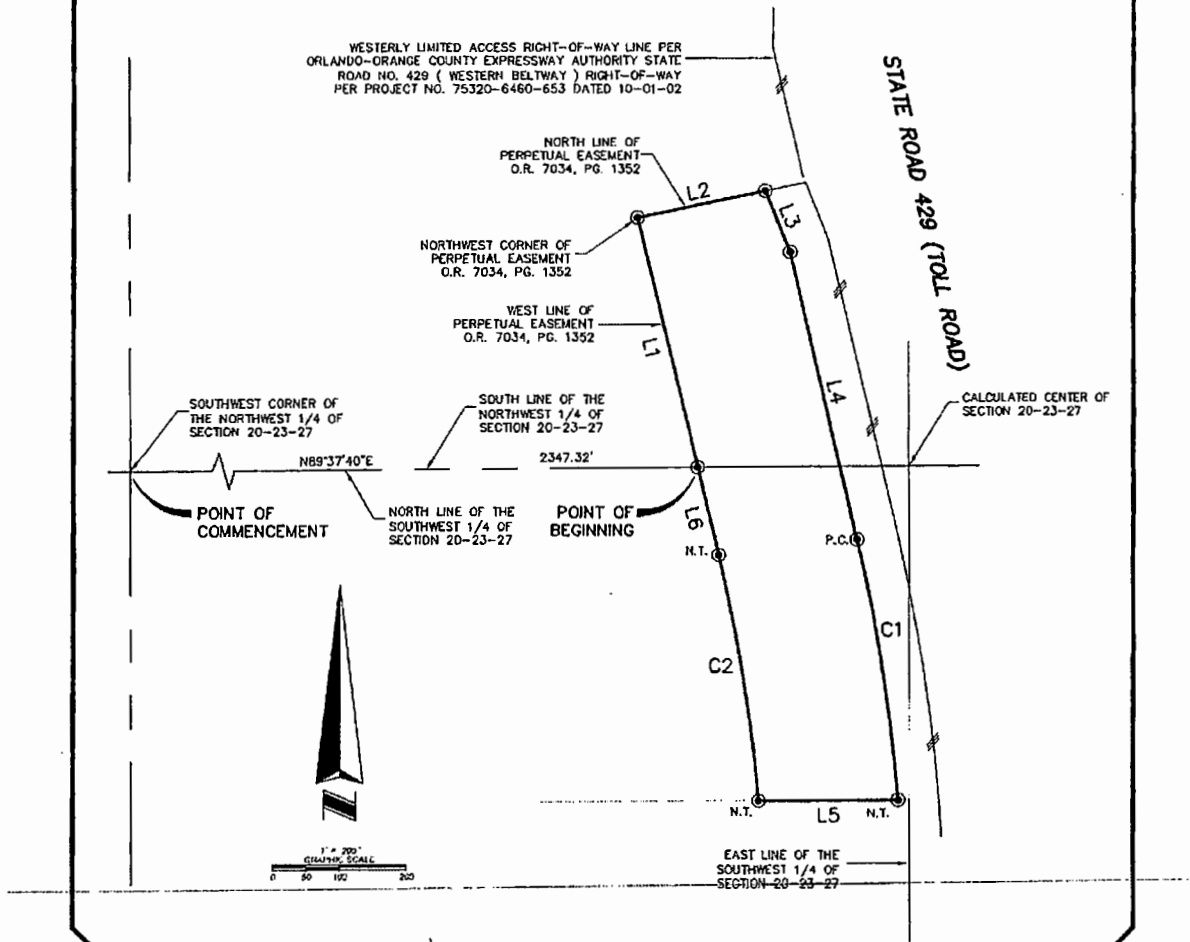 WESTERLY LIMITED ACCESS RIGHT-OF-WAY LINE PER
ORLANDO-ORANGE COUNTY EXPRESSWAY AUTHORITY STATE
ROAD NO. 429 ( WESTERN BELTWAY ) RIGHT-OF-WAY
PER PROJECT NO. 75320-6460-653 DATED 10-01-02
STATE ROAD 429 (TOLL ROAD)
NORTH LINE OF
PERPETUAL EASEMENT
O.R. 7034, PG. 1352
L2
L3
NORTHWEST CORNER OF
PERPETUAL EASEMENT
O.R. 7034, PG. 1352
WEST LINE OF
PERPETUAL EASEMENT
O.R. 7034, PG. 1352
L1
L4
SOUTHWEST CORNER OF
THE NORTHWEST 1/4 OF
SECTION 20-23-27
SOUTH LINE OF THE
NORTHWEST 1/4 OF
SECTION 20-23-27
CALCULATED CENTER OF
SECTION 20-23-27
N89°37'40"E
2347.32'
POINT OF
COMMENCEMENT
NORTH LINE OF THE
SOUTHWEST 1/4 OF
SECTION 20-23-27
POINT OF
BEGINNING
L6
N.T.
P.C.
C1
C2
N.T.
L5
N.T.
1" = 200'
GRAPHIC SCALE
0 50 100 200
EAST LINE OF THE
SOUTHWEST 1/4 OF
SECTION 20-23-27